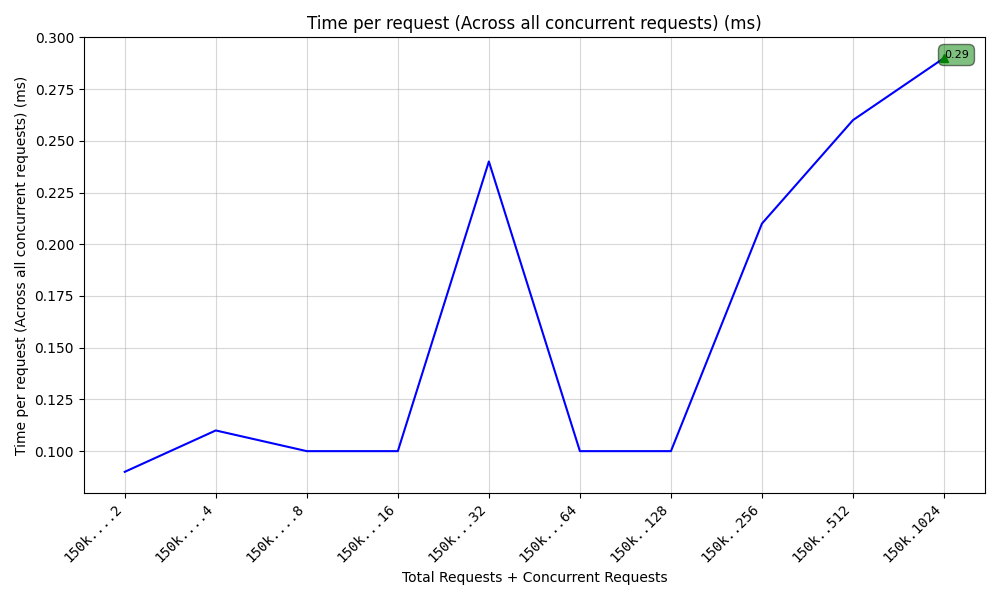 Time per request (Across all concurrent requests) (ms)
Time per request (Across all concurrent requests) (ms)
0.300
0.275
0.250
0.225
0.200
0.175
0.150
0.125
0.100
0.29
150k....2
150k....4
150k....8
150k...16
150k...32
150k...64
150k..128
150k..256
150k..512
150k.1024
Total Requests + Concurrent Requests